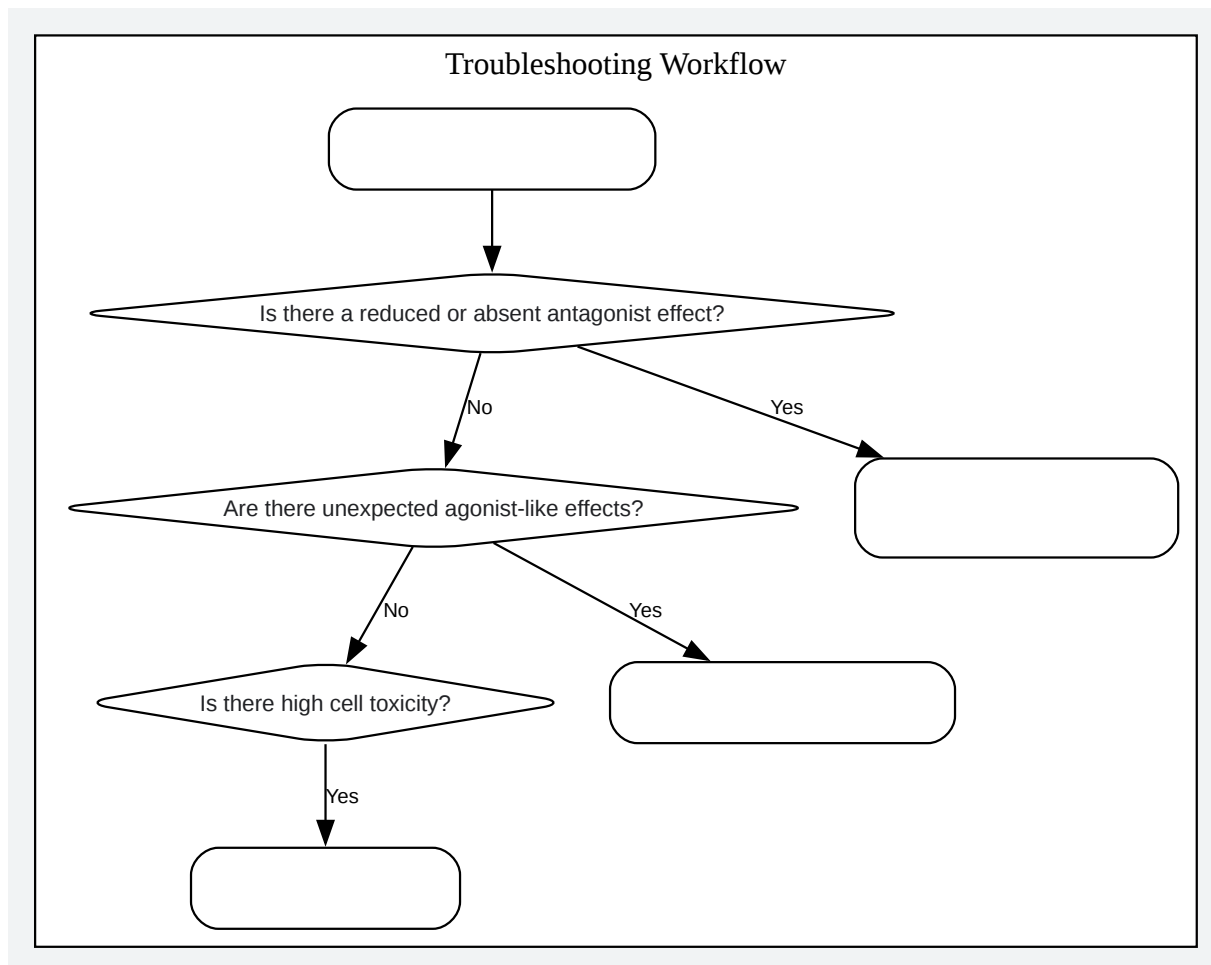 Troubleshooting Workflow
Is there a reduced or absent antagonist effect?
No
Yes
Are there unexpected agonist-like effects?
No
Yes
Is there high cell toxicity?
Yes